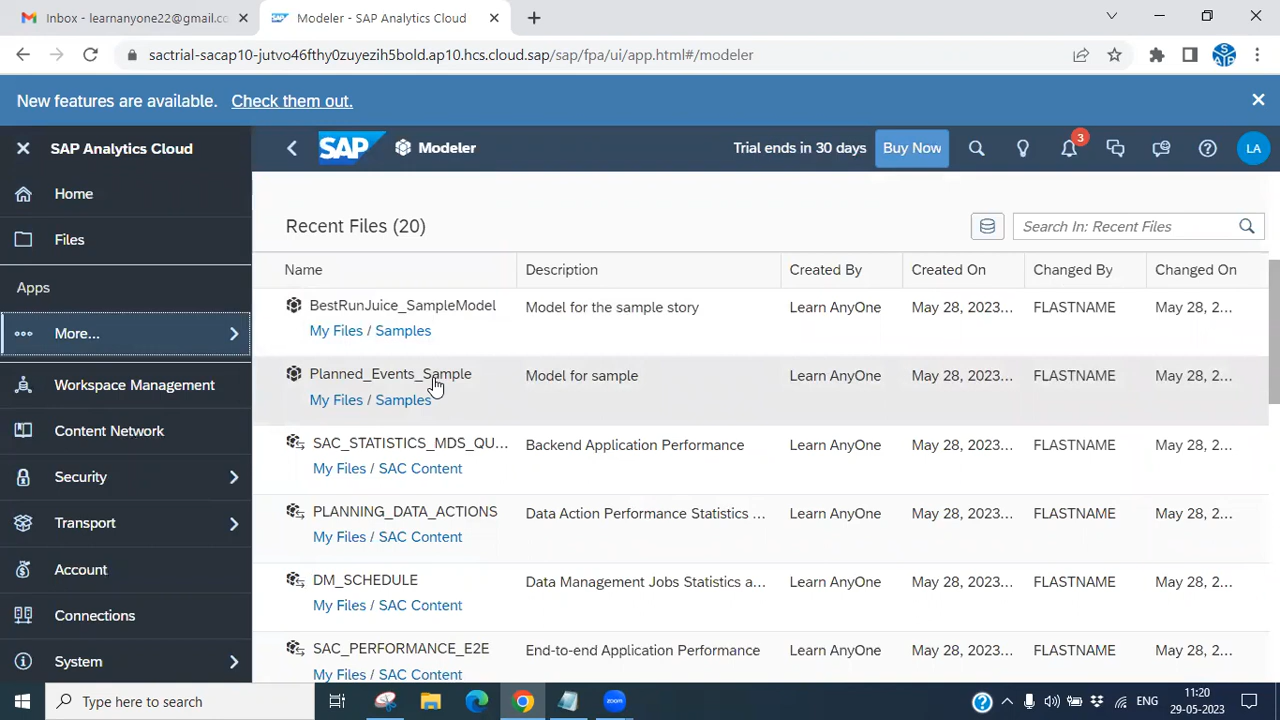 Inbox - learnanyone22@gmail.co
Modeler - SAP Analytics Cloud
sactrial-sacap10-jutvo46fthy0zuyezih5bold.ap10.hcs.cloud.sap/sap/fpa/ui/app.html#/modeler
New features are available. Check them out.
SAP Analytics Cloud
SAP Modeler
Trial ends in 30 days
Buy Now
3
LA
Home
Files
Apps
More...
Workspace Management
Content Network
Security
Transport
Account
Connections
System
Recent Files (20)
Search In: Recent Files
Name Description Created By Created On Changed By Changed On
BestRunJuice_SampleModel Model for the sample story Learn AnyOne May 28, 2023... FLASTNAME May 28, 2...
My Files / Samples
Planned_Events_Sample Model for sample Learn AnyOne May 28, 2023... FLASTNAME May 28, 2...
My Files / Samples
SAC_STATISTICS_MDS_QU... Backend Application Performance Learn AnyOne May 28, 2023... FLASTNAME May 28, 2...
My Files / SAC Content
PLANNING_DATA_ACTIONS Data Action Performance Statistics ... Learn AnyOne May 28, 2023... FLASTNAME May 28, 2...
My Files / SAC Content
DM_SCHEDULE Data Management Jobs Statistics a... Learn AnyOne May 28, 2023... FLASTNAME May 28, 2...
My Files / SAC Content
SAC_PERFORMANCE_E2E End-to-end Application Performance Learn AnyOne May 28, 2023... FLASTNAME May 28, 2...
My Files / SAC Content
Type here to search
ENG
11:20
29-05-2023